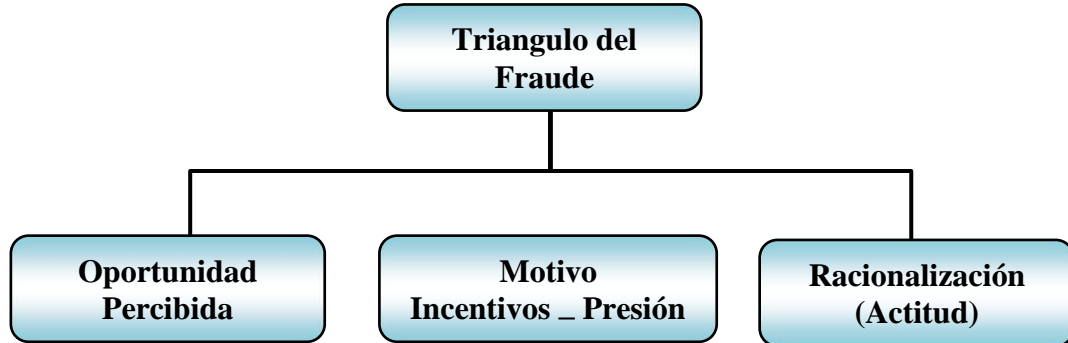 Triangulo del
Fraude
Oportunidad
Percibida
Motivo
Incentivos _ Presión
Racionalización
(Actitud)